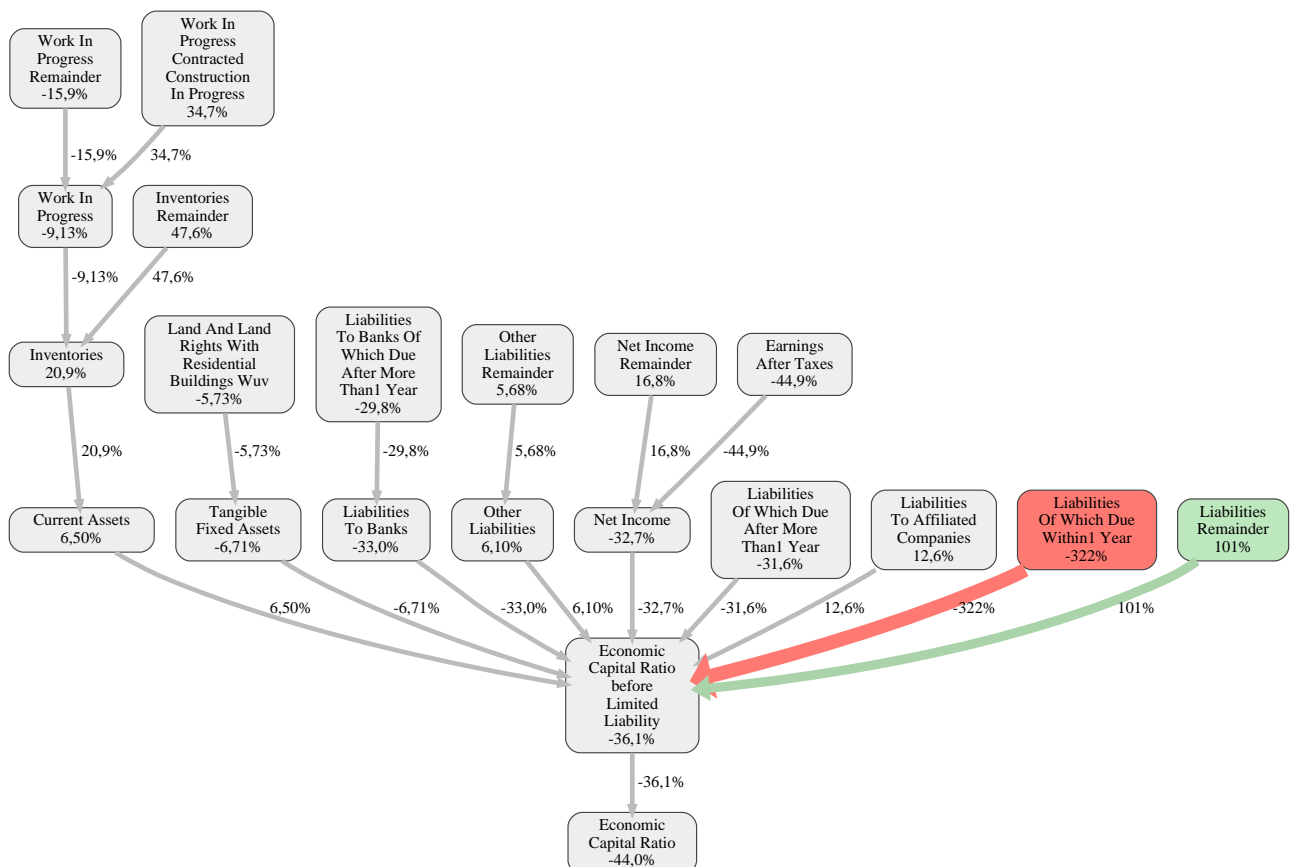 Work In
Progress
Remainder
-15,9%
Work In
Progress
Contracted
Construction
In Progress
34,7%
-15,9%
34,7%
Work In
Progress
-9,13%
Inventories
Remainder
47,6%
-9,13%
47,6%
Inventories
20,9%
Land And Land
Rights With
Residential
Buildings Wuv
-5,73%
Liabilities
To Banks Of
Which Due
After More
Than1 Year
-29,8%
Other
Liabilities
Remainder
5,68%
Net Income
Remainder
16,8%
Earnings
After Taxes
-44,9%
20,9%
-5,73%
-29,8%
5,68%
16,8%
-44,9%
Current Assets
6,50%
Tangible
Fixed Assets
-6,71%
Liabilities
To Banks
-33,0%
Other
Liabilities
6,10%
Net Income
-32,7%
Liabilities
Of Which Due
After More
Than1 Year
-31,6%
Liabilities
To Affiliated
Companies
12,6%
Liabilities
Of Which Due
Within1 Year
-322%
Liabilities
Remainder
101%
6,50%
-6,71%
-33,0%
6,10%
-32,7%
-31,6%
12,6%
-322%
101%
Economic
Capital Ratio
before
Limited
Liability
-36,1%
-36,1%
Economic
Capital Ratio
-44,0%